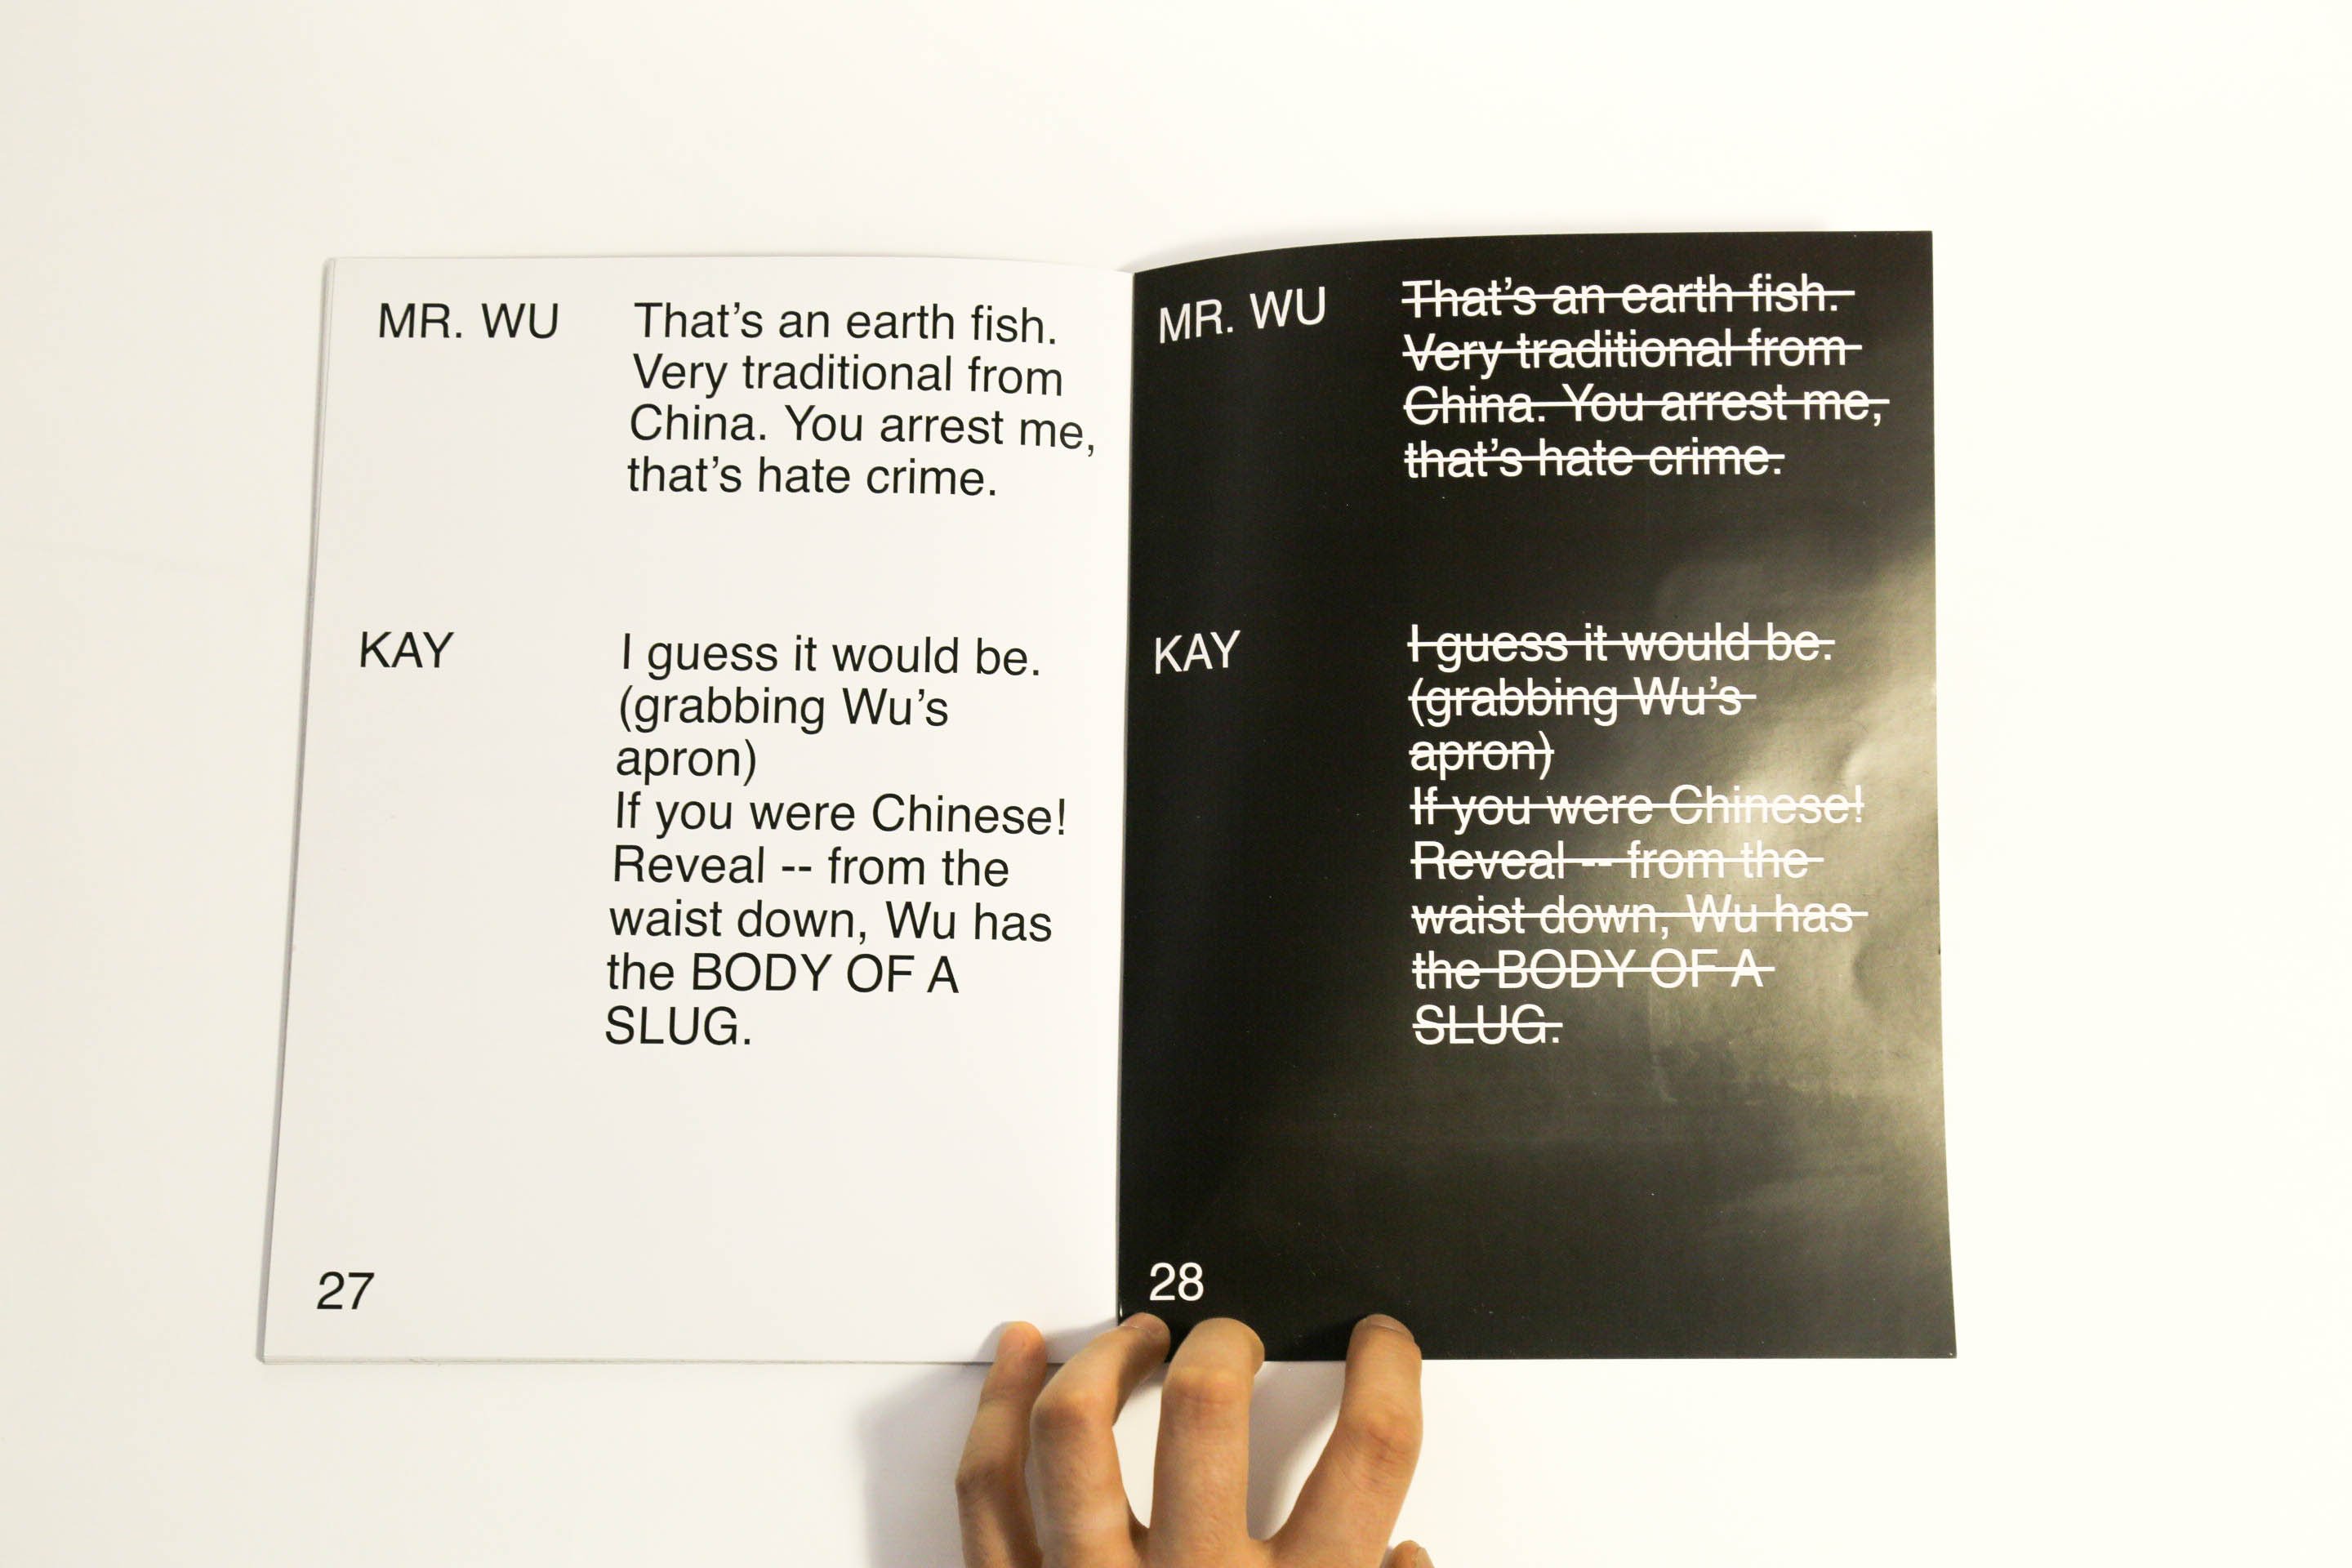 MR. WU That’s an earth fish.
Very traditional from
China. You arrest me,
that’s hate crime.
KAY I guess it would be.
(grabbing Wu’s
apron)
If you were Chinese!
Reveal -- from the
waist down, Wu has
the BODY OF A
SLUG.
27
MR. WU That’s an earth fish.
Very traditional from
China. You arrest me,
that’s hate crime.
KAY I guess it would be.
(grabbing Wu’s
apron)
If you were Chinese!
Reveal -- from the
waist down, Wu has
the BODY OF A
SLUG.
28